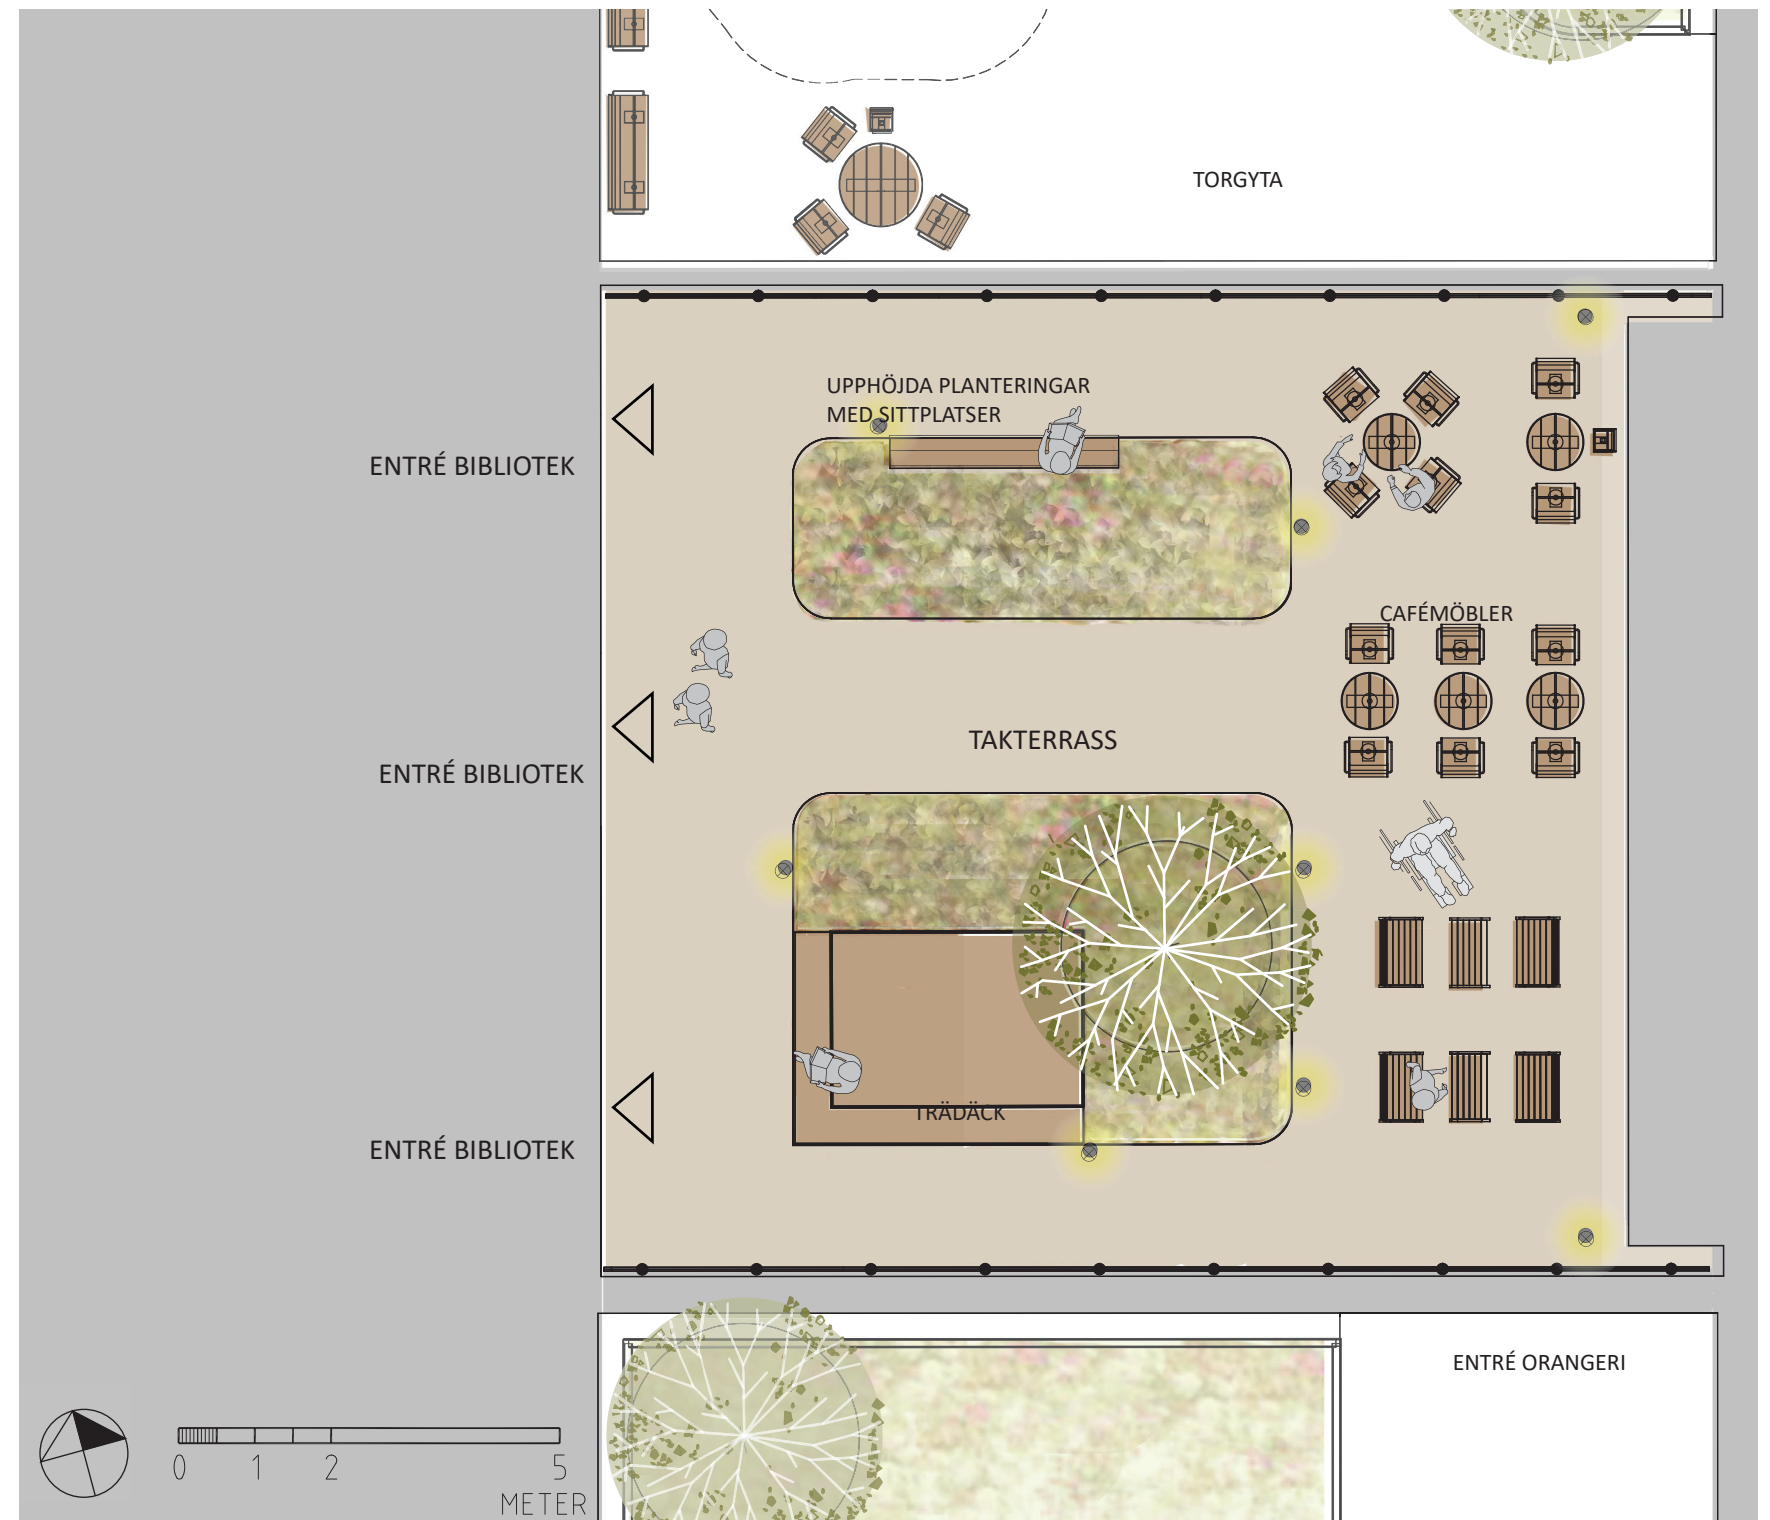 TORGYTA
UPPHÖJDA PLANTERINGAR
MED SITTPLATSER
ENTRÉ BIBLIOTEK
CAFÉMÖBLER
TAKTERRASS
ENTRÉ BIBLIOTEK
TRÄDÄCK
ENTRÉ BIBLIOTEK
ENTRÉ ORANGERI
0 1 2 5
METER